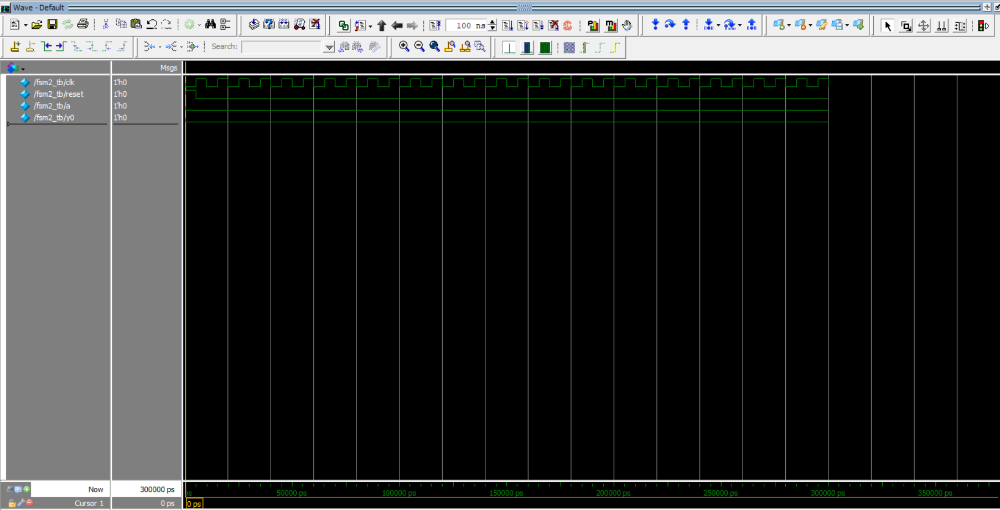 Wave - Default
100 ns
Search:
Msgs
/fsm2_tb/clk 1'h0
/fsm2_tb/reset 1'h0
/fsm2_tb/a 1'h0
/fsm2_tb/y0 1'h0
Now 300000 ps
ps 50000 ps 100000 ps 150000 ps 200000 ps 250000 ps 300000 ps 350000 ps
Cursor 1 0 ps
0 ps